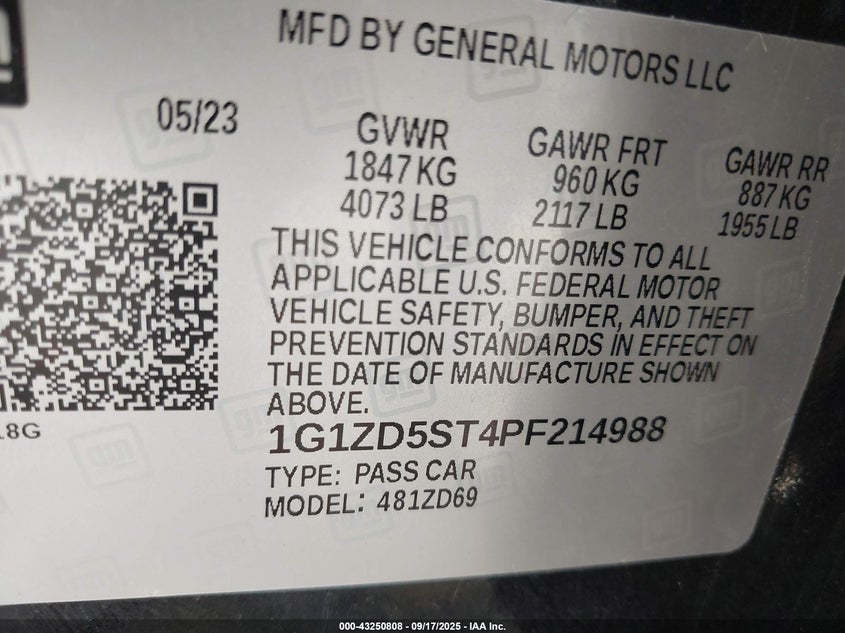 MFD BY GENERAL MOTORS LLC
05/23
GVWR
1847 KG
4073 LB
GAWR FRT
960 KG
2117 LB
GAWR RR
887 KG
1955 LB
THIS VEHICLE CONFORMS TO ALL
APPLICABLE U.S. FEDERAL MOTOR
VEHICLE SAFETY, BUMPER, AND THEFT
PREVENTION STANDARDS IN EFFECT ON
THE DATE OF MANUFACTURE SHOWN
ABOVE.
8G
1G1ZD5ST4PF214988
TYPE: PASS CAR
MODEL: 481ZD69
000-43250808 - 09/17/2025 - IAA Inc.